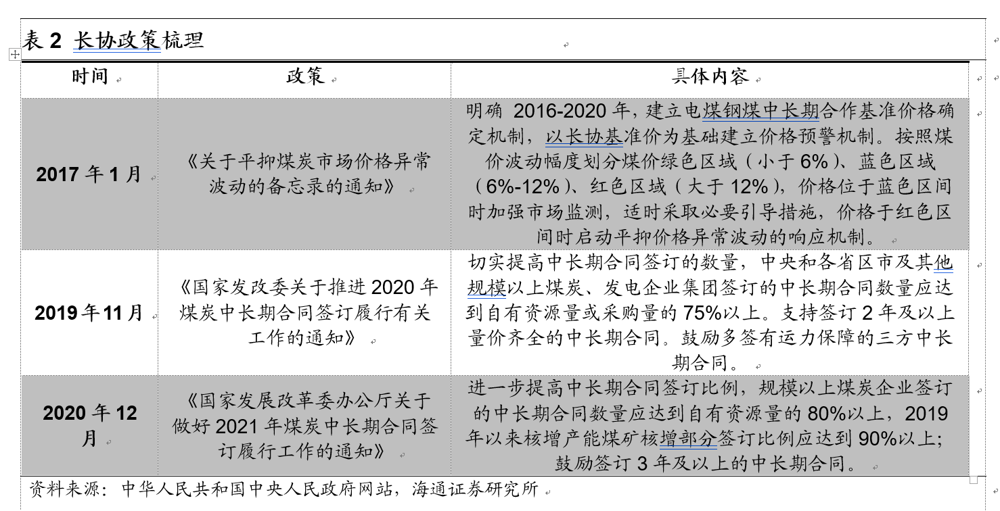 表 2 长协政策梳理
时间 政策 具体内容
2017 年 1 月
《关于平抑煤炭市场价格异常
波动的备忘录的通知》
明确 2016-2020 年，建立电煤钢煤中长期合作基准价格确
定机制，以长协基准价为基础建立价格预警机制。按照煤
价波动幅度划分煤价绿色区域（小于 6%）、蓝色区域
（6%-12%）、红色区域（大于 12%），价格位于蓝色区间
时加强市场监测，适时采取必要引导措施，价格于红色区
间时启动平抑价格异常波动的响应机制。
2019 年 11 月
《国家发改委关于推进 2020 年
煤炭中长期合同签订履行有关
工作的通知》
切实提高中长期合同签订的数量，中央和各省区市及其他
规模以上煤炭、发电企业集团签订的中长期合同数量应达
到自有资源量或采购量的 75%以上。支持签订 2 年及以上
量价齐全的中长期合同。鼓励多签有运力保障的三方中长
期合同。
2020 年 12
月
《国家发展改革委办公厅关于
做好 2021 年煤炭中长期合同签
订履行工作的通知》
进一步提高中长期合同签订比例，规模以上煤炭企业签订
的中长期合同数量应达到自有资源量的 80%以上，2019
年以来核增产能煤矿核增部分签订比例应达到 90%以上；
鼓励签订 3 年及以上的中长期合同。
资料来源：中华人民共和国中央人民政府网站，海通证券研究所